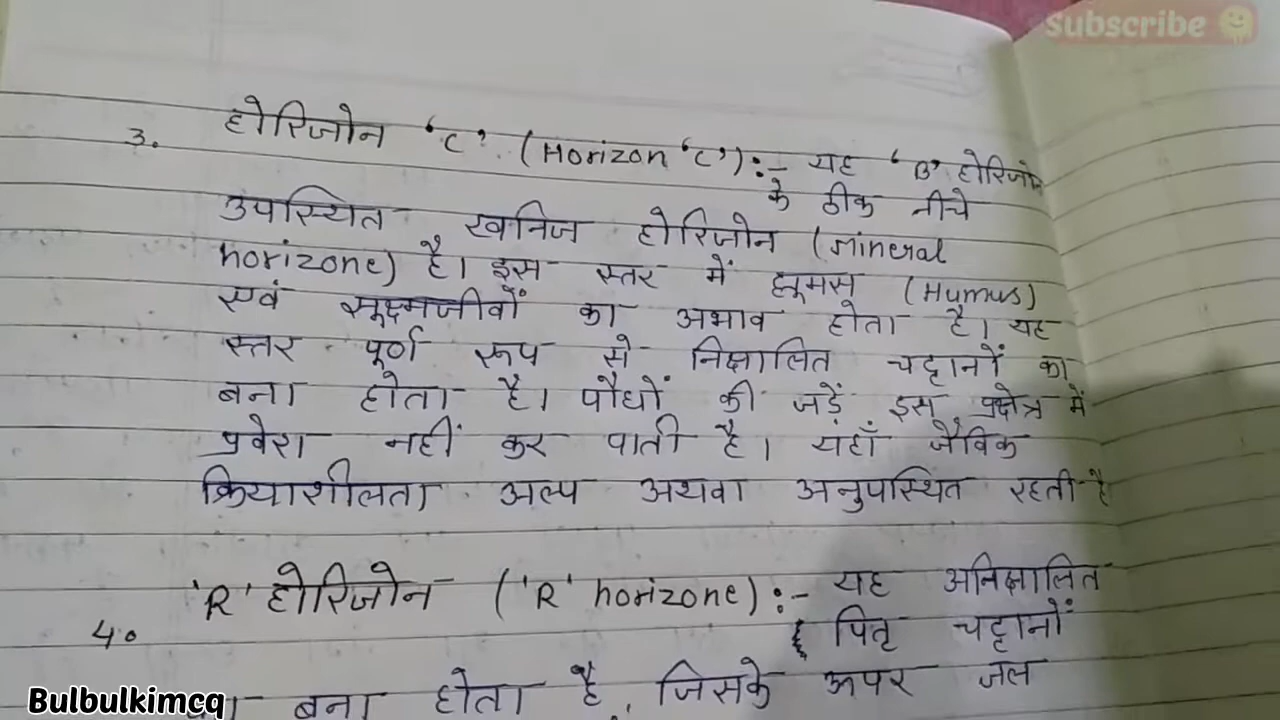 Subscribe
3. होरिजोन 'C' (Horizon 'C') :- यह 'B' होरिजोन
के ठीक नीचे
उपस्थित खनिज होरिजोन (Mineral
horizone) है। इस स्तर में ह्यूमस (Humus)
एवं सूक्ष्मजीवों का अभाव होता है। यह
स्तर पूर्ण रूप से निक्षालित चट्टानों का
बना होता है। पौधों की जड़ें इस प्रक्षेत्र में
प्रवेश नहीं कर पाती है। यहाँ जैविक
क्रियाशीलता अल्प अथवा अनुपस्थित रहती है
4. 'R' होरिजोन ('R' horizone) :- यह अनिक्षालित
पितृ चट्टानों
बना होता है, जिसके ऊपर जल
Bulbulkimcq